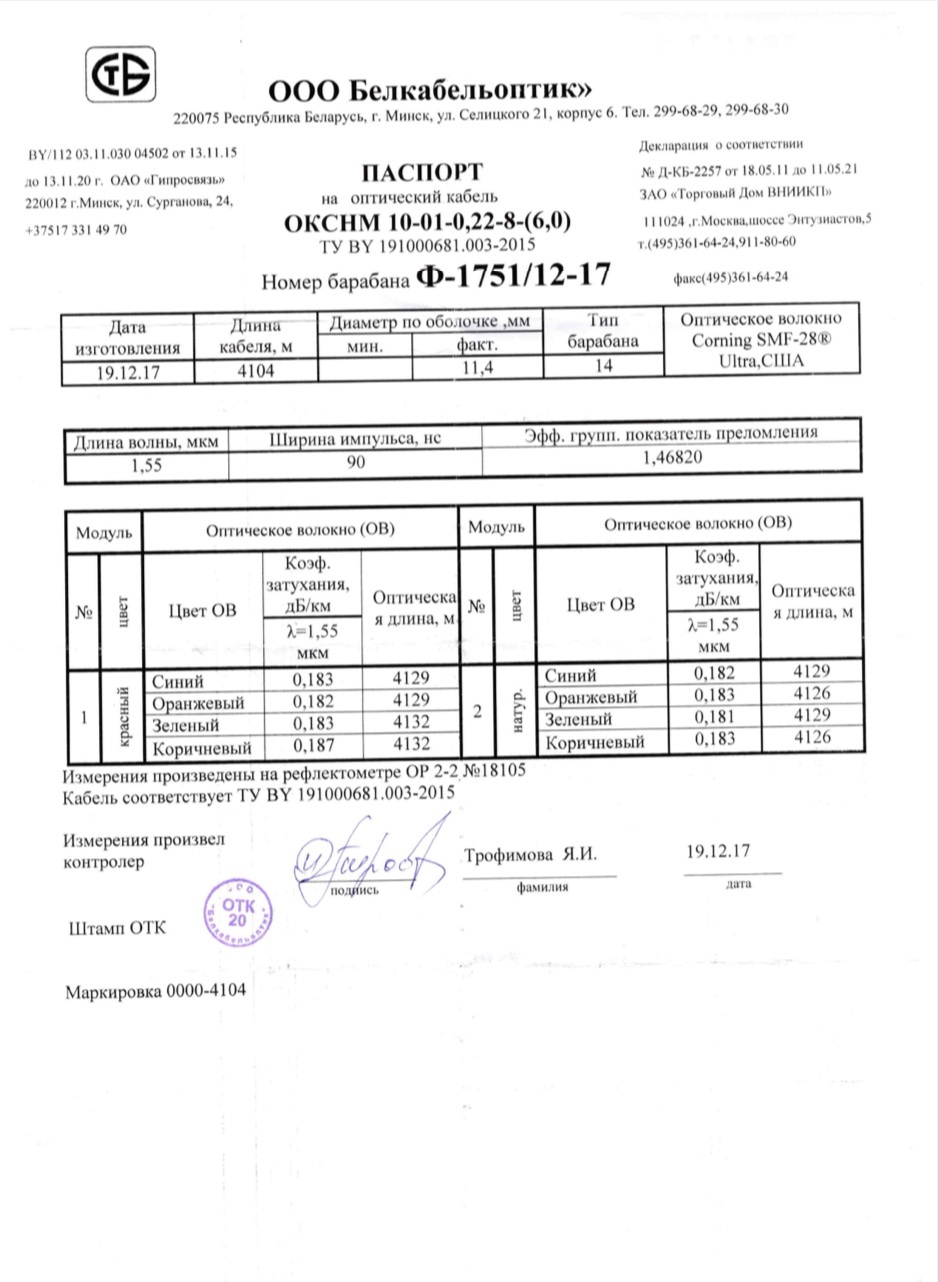 СТБ
ООО Белкабельоптик»
220075 Республика Беларусь, г. Минск, ул. Селицкого 21, корпус 6. Тел. 299-68-29, 299-68-30
BY/112 03.11.030 04502 от 13.11.15
до 13.11.20 г. ОАО «Гипросвязь»
220012 г.Минск, ул. Сурганова, 24,
+37517 331 49 70
ПАСПОРТ
на оптический кабель
ОКСНМ 10-01-0,22-8-(6,0)
ТУ BY 191000681.003-2015
Номер барабана Ф-1751/12-17
Декларация о соответствии
№ Д-КБ-2257 от 18.05.11 до 11.05.21
ЗАО «Торговый Дом ВНИИКП»
111024 ,г.Москва,шоссе Энтузиастов,5
т.(495)361-64-24,911-80-60
факс(495)361-64-24
Дата изготовления Длина кабеля, м Диаметр по оболочке ,мм Тип барабана Оптическое волокно
Corning SMF-28®
Ultra,США
мин. факт.
19.12.17 4104 11,4 14
Длина волны, мкм Ширина импульса, нс Эфф. групп. показатель преломления
1,55 90 1,46820
Модуль Оптическое волокно (ОВ) Модуль Оптическое волокно (ОВ)
№ цвет Цвет ОВ Коэф. затухания, дБ/км Оптическа я длина, м № цвет Цвет ОВ Коэф. затухания, дБ/км Оптическа я длина, м
λ=1,55 мкм λ=1,55 мкм
1 красный Синий 0,183 4129 2 натур. Синий 0,182 4129
Оранжевый 0,182 4129 Оранжевый 0,183 4126
Зеленый 0,183 4132 Зеленый 0,181 4129
Коричневый 0,187 4132 Коричневый 0,183 4126
Измерения произведены на рефлектометре ОР 2-2 №18105
Кабель соответствует ТУ BY 191000681.003-2015
Измерения произвел
контролер
Трофимова Я.И.
19.12.17
подпись
фамилия
дата
ОТК
20
Белкабельоптик
Штамп ОТК
Маркировка 0000-4104